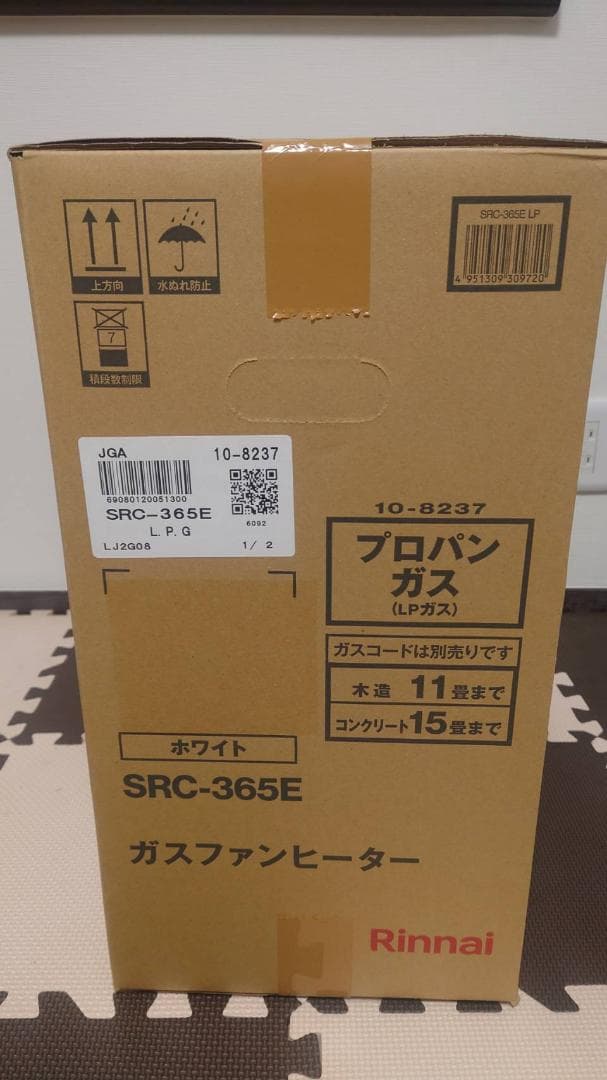 上方向
水ぬれ防止
7
積段数制限
SRC-365E LP
4 951309 309720
JGA
10-8237
69080120051300
6092
SRC-365E
L.P.G
LJ2G08
1/ 2
10-8237
プロパン
ガス
(LPガス)
ガスコードは別売りです
木造 11畳まで
コンクリート15畳まで
ホワイト
SRC-365E
ガスファンヒーター
Rinnai